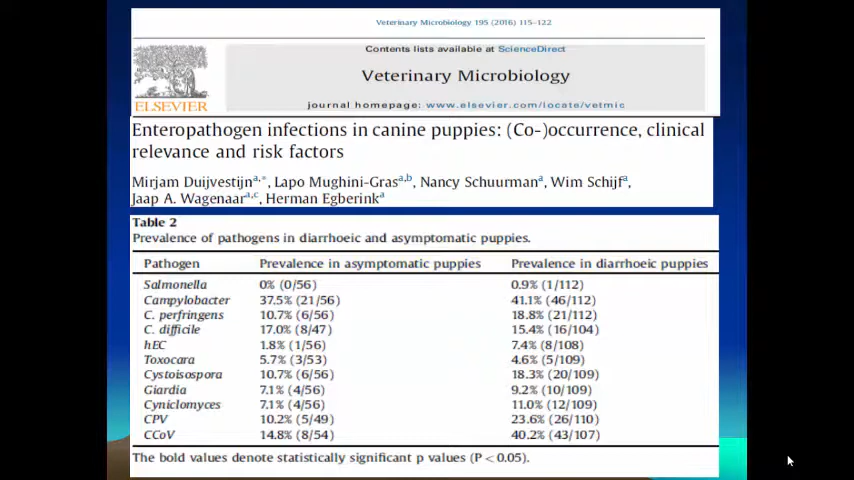 Veterinary Microbiology 195 (2016) 115–122
Contents lists available at ScienceDirect
Veterinary Microbiology
ELSEVIER
journal homepage: www.elsevier.com/locate/vetmic
Enteropathogen infections in canine puppies: (Co-)occurrence, clinical
relevance and risk factors
Mirjam Duijvestijna,*, Lapo Mughini-Grasa,b, Nancy Schuurmana, Wim Schijfa,
Jaap A. Wagenaara,c, Herman Egberinka
Table 2
Prevalence of pathogens in diarrhoeic and asymptomatic puppies.
Pathogen Prevalence in asymptomatic puppies Prevalence in diarrhoeic puppies
Salmonella 0% (0/56) 0.9% (1/112)
Campylobacter 37.5% (21/56) 41.1% (46/112)
C. perfringens 10.7% (6/56) 18.8% (21/112)
C. difficile 17.0% (8/47) 15.4% (16/104)
hEC 1.8% (1/56) 7.4% (8/108)
Toxocara 5.7% (3/53) 4.6% (5/109)
Cystoisospora 10.7% (6/56) 18.3% (20/109)
Giardia 7.1% (4/56) 9.2% (10/109)
Cyniclomyces 7.1% (4/56) 11.0% (12/109)
CPV 10.2% (5/49) 23.6% (26/110)
CCoV 14.8% (8/54) 40.2% (43/107)
The bold values denote statistically significant p values (P < 0.05).